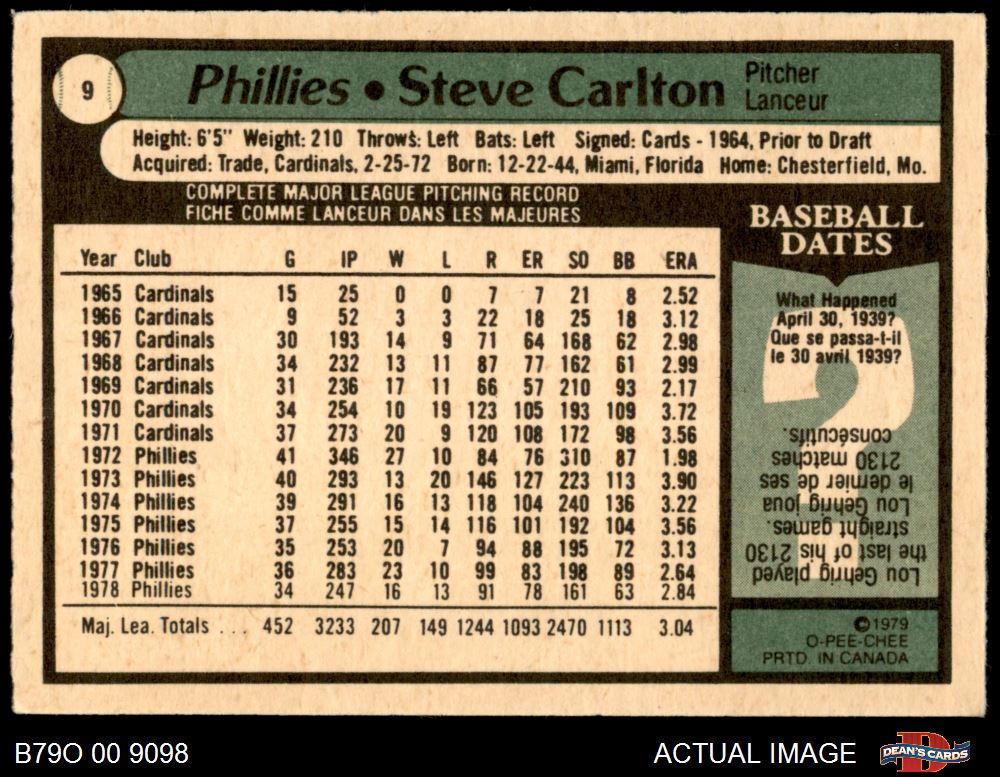 9
Phillies • Steve Carlton
Pitcher
Lanceur
Height: 6'5" Weight: 210 Throws: Left Bats: Left Signed: Cards - 1964, Prior to Draft
Acquired: Trade, Cardinals, 2-25-72 Born: 12-22-44, Miami, Florida Home: Chesterfield, Mo.
COMPLETE MAJOR LEAGUE PITCHING RECORD
FICHE COMME LANCEUR DANS LES MAJEURES
Year Club G IP W L R ER SO BB ERA
1965 Cardinals 15 25 0 0 7 7 21 8 2.52
1966 Cardinals 9 52 3 3 22 18 25 18 3.12
1967 Cardinals 30 193 14 9 71 64 168 62 2.98
1968 Cardinals 34 232 13 11 87 77 162 61 2.99
1969 Cardinals 31 236 17 11 66 57 210 93 2.17
1970 Cardinals 34 254 10 19 123 105 193 109 3.72
1971 Cardinals 37 273 20 9 120 108 172 98 3.56
1972 Phillies 41 346 27 10 84 76 310 87 1.98
1973 Phillies 40 293 13 20 146 127 223 113 3.90
1974 Phillies 39 291 16 13 118 104 240 136 3.22
1975 Phillies 37 255 15 14 116 101 192 104 3.56
1976 Phillies 35 253 20 7 94 88 195 72 3.13
1977 Phillies 36 283 23 10 99 83 198 89 2.64
1978 Phillies 34 247 16 13 91 78 161 63 2.84
Maj. Lea. Totals ... 452 3233 207 149 1244 1093 2470 1113 3.04
BASEBALL
DATES
What Happened
April 30, 1939?
Que se passa-t-il
le 30 avril 1939?
Lou Gehrig played
the last of his 2130
straight games.
Lou Gehrig joua
le dernier de ses
2130 matches
consécutifs.
©1979
O-PEE-CHEE
PRTD. IN CANADA
B79O 00 9098
ACTUAL IMAGE
DEAN'S CARDS